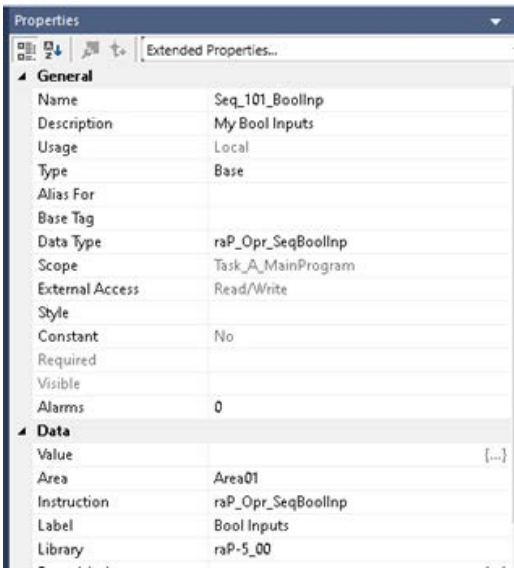 Properties
Extended Properties...
General
Name Seq_101_BoolInp
Description My Bool Inputs
Usage Local
Type Base
Alias For
Base Tag
Data Type raP_Opr_SeqBoolInp
Scope Task_A_MainProgram
External Access Read/Write
Style
Constant No
Required
Visible
Alarms 0
Data
Value {...}
Area Area01
Instruction raP_Opr_SeqBoolInp
Label Bool Inputs
Library raP-5_00